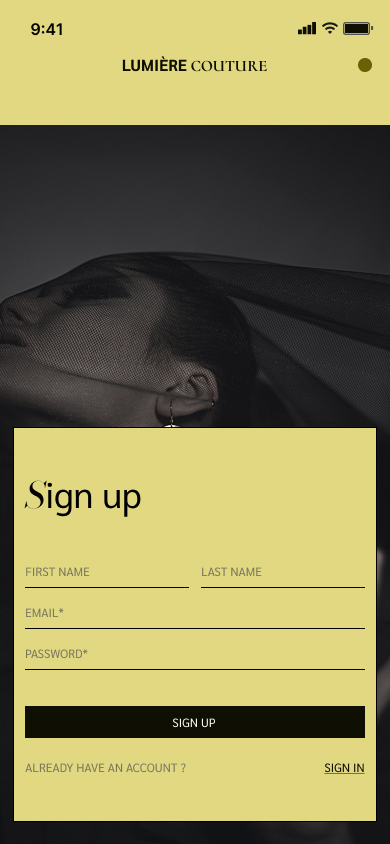 9:41
LUMIÈRE COUTURE
Sign up
FIRST NAME LAST NAME
EMAIL*
PASSWORD*
SIGN UP
ALREADY HAVE AN ACCOUNT ? SIGN IN